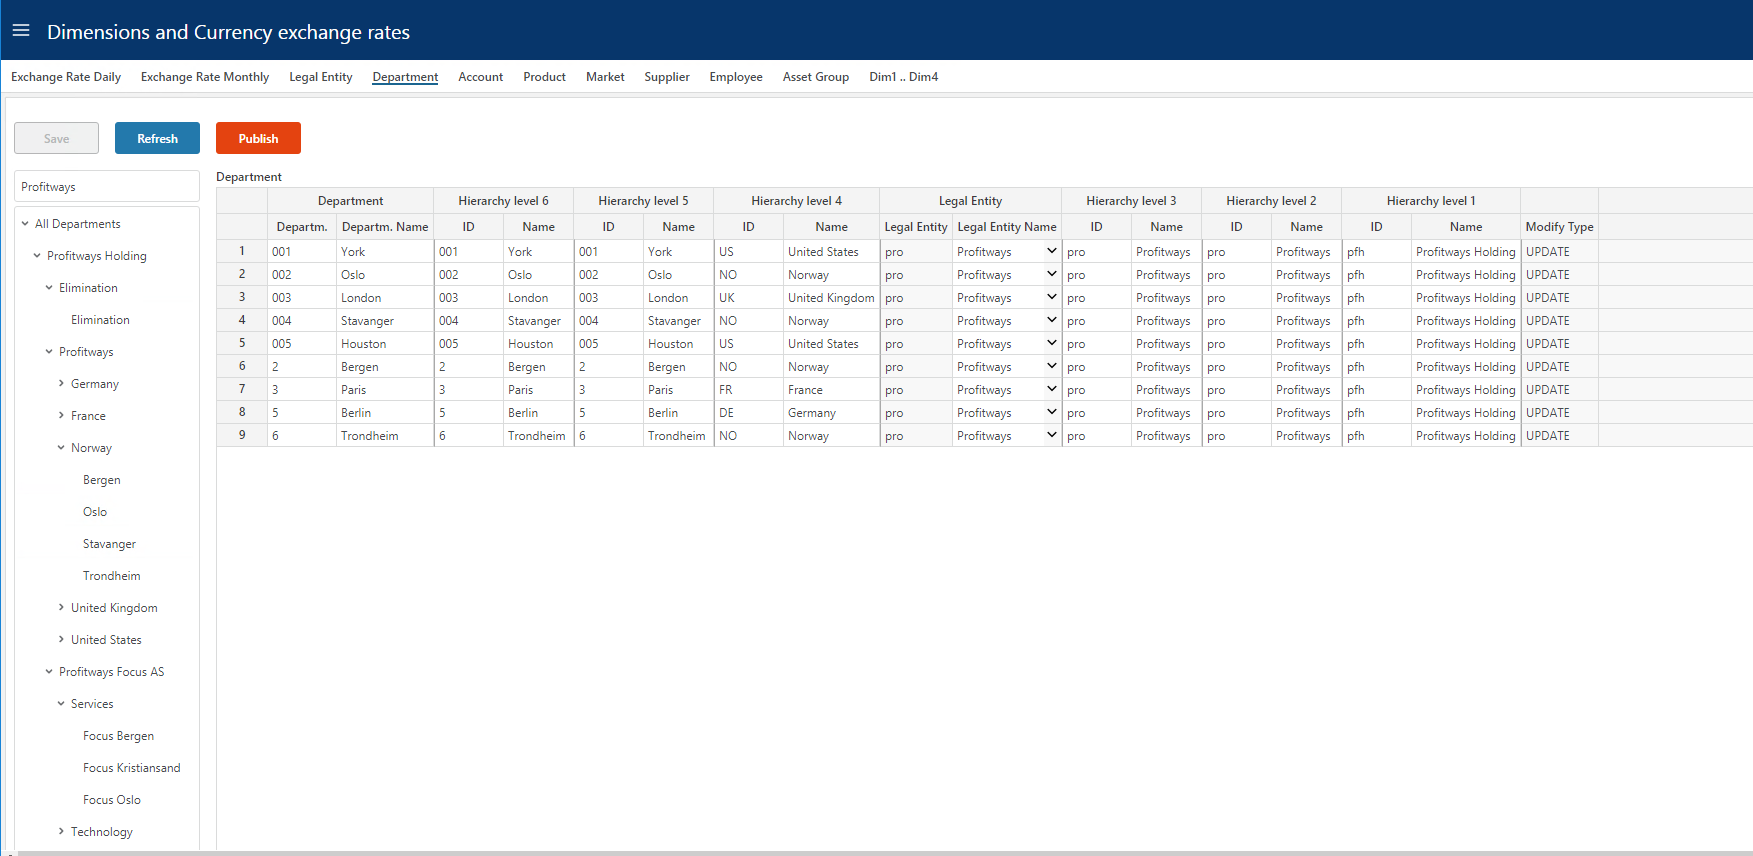 Dimensions and Currency exchange rates
Exchange Rate Daily Exchange Rate Monthly Legal Entity Department Account Product Market Supplier Employee Asset Group Dim1 .. Dim4
Save Refresh Publish
Profitways
All Departments
Profitways Holding
Elimination
Elimination
Profitways
Germany
France
Norway
Bergen
Oslo
Stavanger
Trondheim
United Kingdom
United States
Profitways Focus AS
Services
Focus Bergen
Focus Kristiansand
Focus Oslo
Technology
Department
Department Hierarchy level 6 Hierarchy level 5 Hierarchy level 4 Legal Entity Hierarchy level 3 Hierarchy level 2 Hierarchy level 1
Departm. Departm. Name ID Name ID Name ID Name Legal Entity Legal Entity Name ID Name ID Name ID Name Modify Type
1 001 York 001 York 001 York US United States pro Profitways pro Profitways pro Profitways pfh Profitways Holding UPDATE
2 002 Oslo 002 Oslo 002 Oslo NO Norway pro Profitways pro Profitways pro Profitways pfh Profitways Holding UPDATE
3 003 London 003 London 003 London UK United Kingdom pro Profitways pro Profitways pro Profitways pfh Profitways Holding UPDATE
4 004 Stavanger 004 Stavanger 004 Stavanger NO Norway pro Profitways pro Profitways pro Profitways pfh Profitways Holding UPDATE
5 005 Houston 005 Houston 005 Houston US United States pro Profitways pro Profitways pro Profitways pfh Profitways Holding UPDATE
6 2 Bergen 2 Bergen 2 Bergen NO Norway pro Profitways pro Profitways pro Profitways pfh Profitways Holding UPDATE
7 3 Paris 3 Paris 3 Paris FR France pro Profitways pro Profitways pro Profitways pfh Profitways Holding UPDATE
8 5 Berlin 5 Berlin 5 Berlin DE Germany pro Profitways pro Profitways pro Profitways pfh Profitways Holding UPDATE
9 6 Trondheim 6 Trondheim 6 Trondheim NO Norway pro Profitways pro Profitways pro Profitways pfh Profitways Holding UPDATE